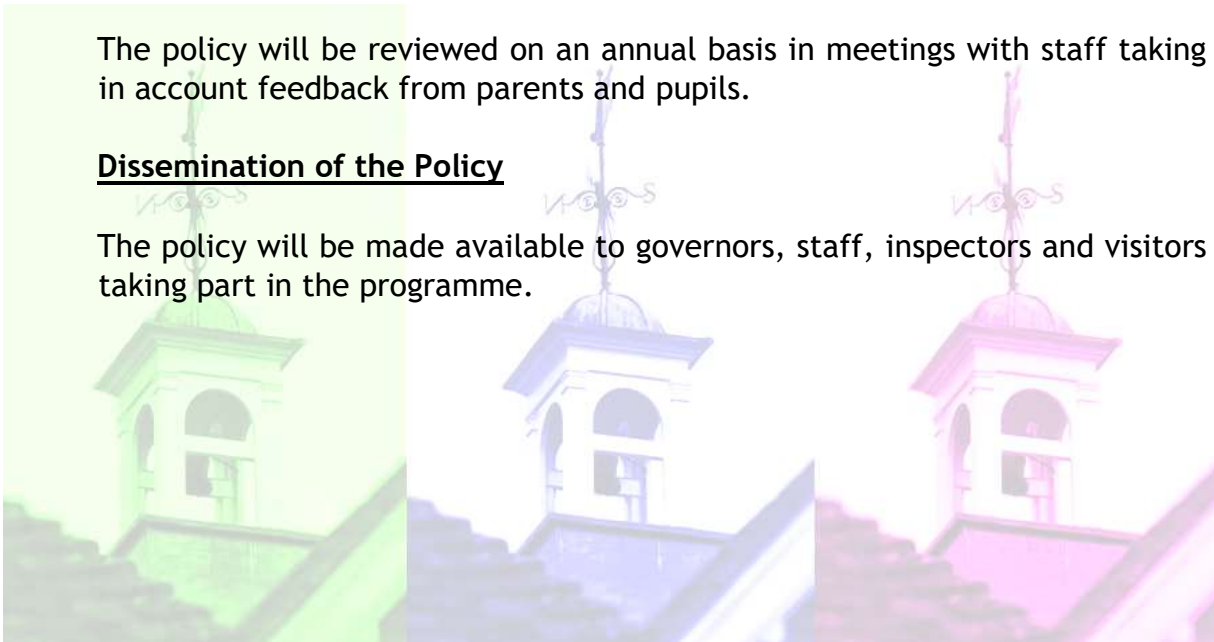 The policy will be reviewed on an annual basis in meetings with staff taking
in account feedback from parents and pupils.
Dissemination of the Policy
N S
N S
N S
The policy will be made available to governors, staff, inspectors and visitors
taking part in the programme.